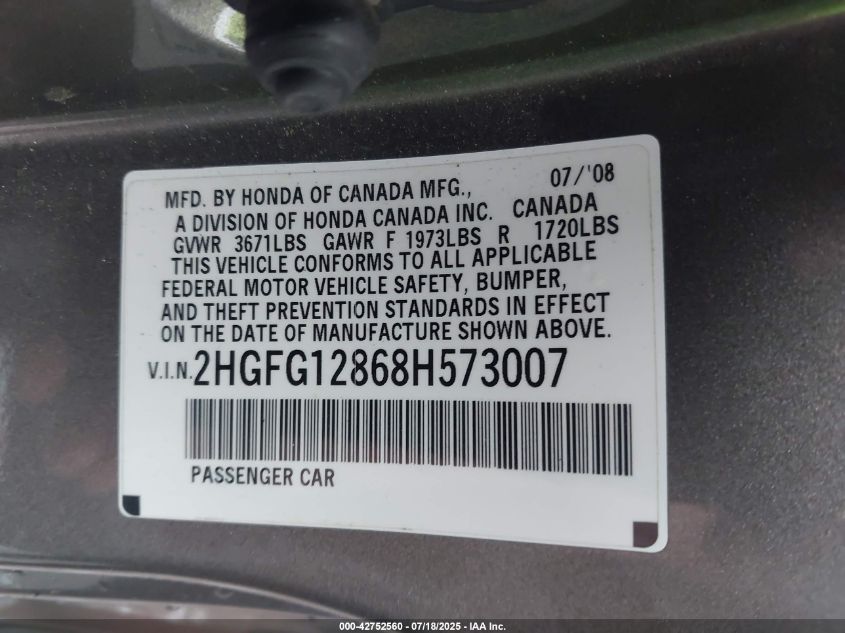 07/'08
MFD. BY HONDA OF CANADA MFG.,
A DIVISION OF HONDA CANADA INC. CANADA
GVWR 3671LBS GAWR F 1973LBS R 1720LBS
THIS VEHICLE CONFORMS TO ALL APPLICABLE
FEDERAL MOTOR VEHICLE SAFETY, BUMPER,
AND THEFT PREVENTION STANDARDS IN EFFECT
ON THE DATE OF MANUFACTURE SHOWN ABOVE.
V.I.N. 2HGFG12868H573007
PASSENGER CAR
000-42752560 - 07/18/2025 - IAA Inc.